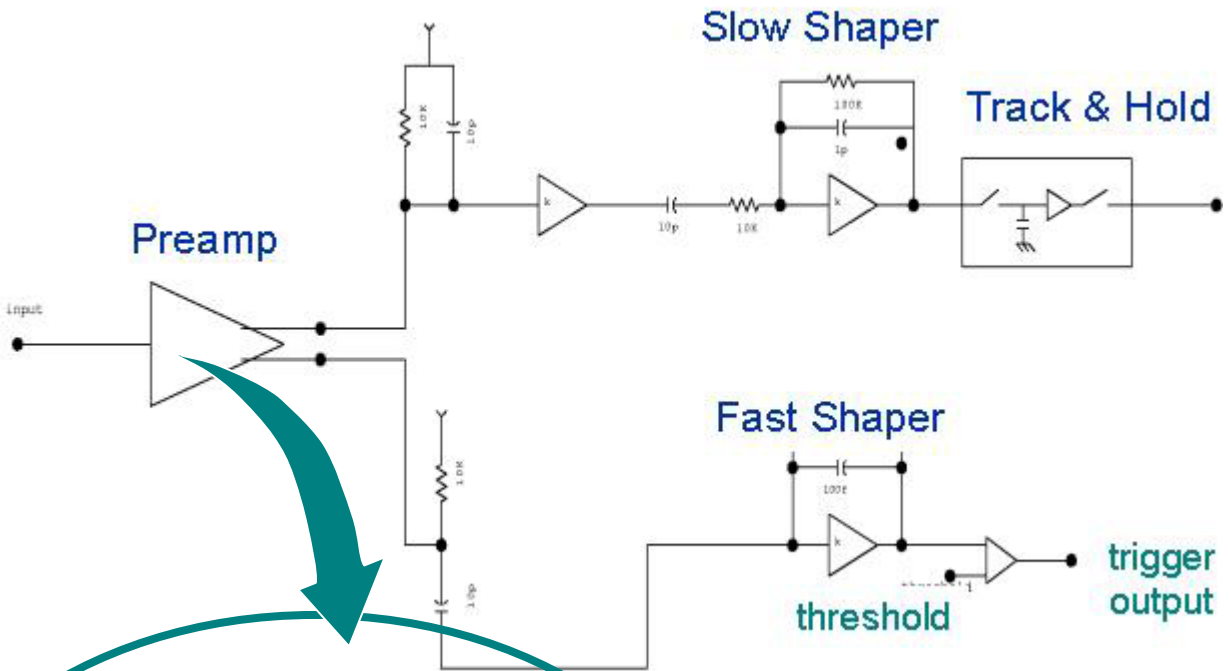 Slow Shaper
100K
1p
Track & Hold
10K
10p
k
10p
10K
k
Preamp
input
Fast Shaper
10K
100f
k
threshold
trigger
output
10p